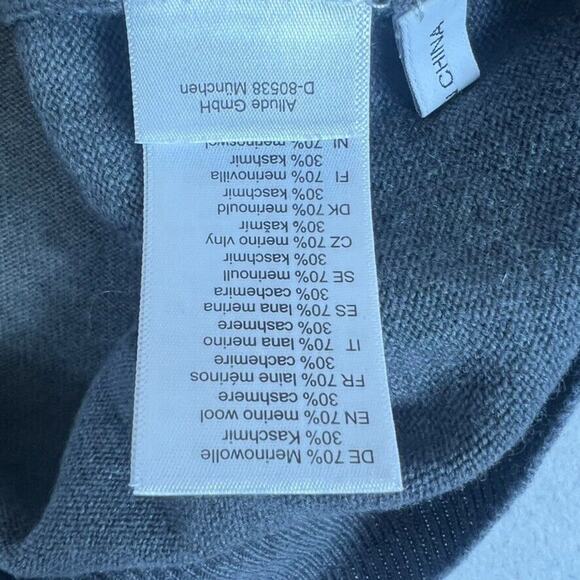 DE 70% Merinowolle
30% Kaschmir
EN 70% merino wool
30% cashmere
FR 70% laine mérinos
30% cachemire
IT 70% lana merino
30% cashmere
ES 70% lana merina
30% cachemira
SE 70% merinoull
30% kaschmir
CZ 70% merino vlny
30% kašmír
DK 70% merinould
30% kaschmir
FI 70% merinovilla
30% kashmir
NL 70% merinoswol
Allude GmbH
D-80538 München
CHINA